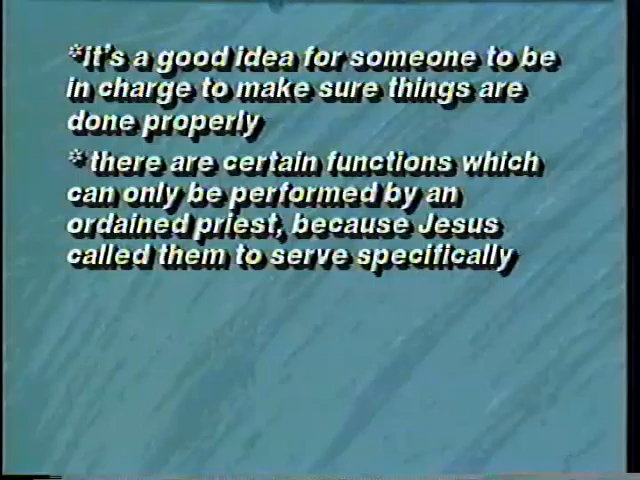 *it's a good idea for someone to be
in charge to make sure things are
done properly
* there are certain functions which
can only be performed by an
ordained priest, because Jesus
called them to serve specifically